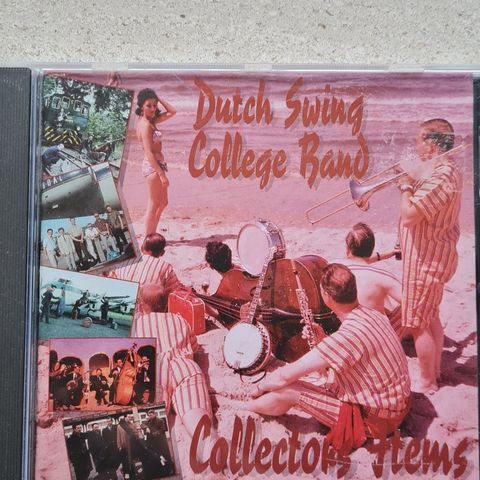 Dutch Swing
College Band
Collectors Items